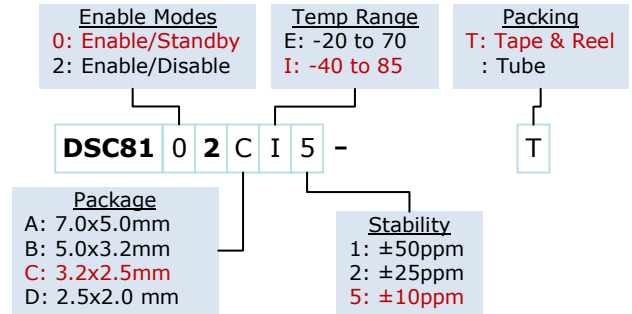 Enable Modes
0: Enable/Standby
2: Enable/Disable
Temp Range
E: -20 to 70
I: -40 to 85
Packing
T: Tape & Reel
: Tube
DSC81 0 2 C I 5 – T
Package
A: 7.0x5.0mm
B: 5.0x3.2mm
C: 3.2x2.5mm
D: 2.5x2.0 mm
Stability
1: ±50ppm
2: ±25ppm
5: ±10ppm